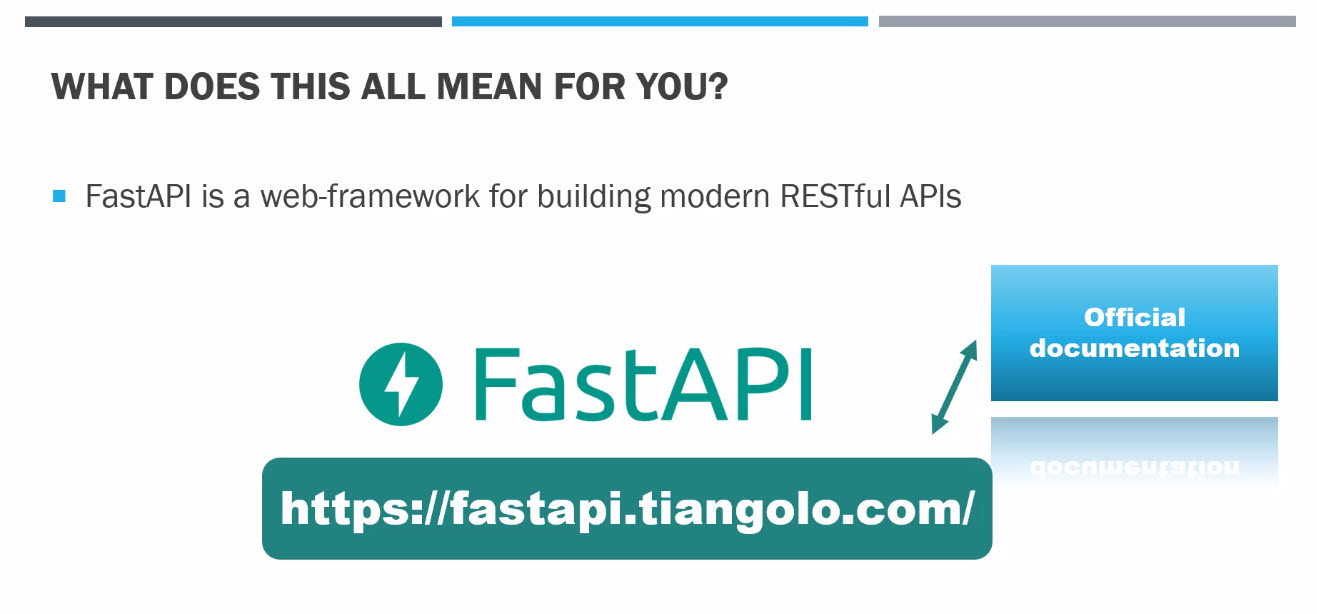 WHAT DOES THIS ALL MEAN FOR YOU?
FastAPI is a web-framework for building modern RESTful APIs
Official
documentation
FastAPI
https://fastapi.tiangolo.com/